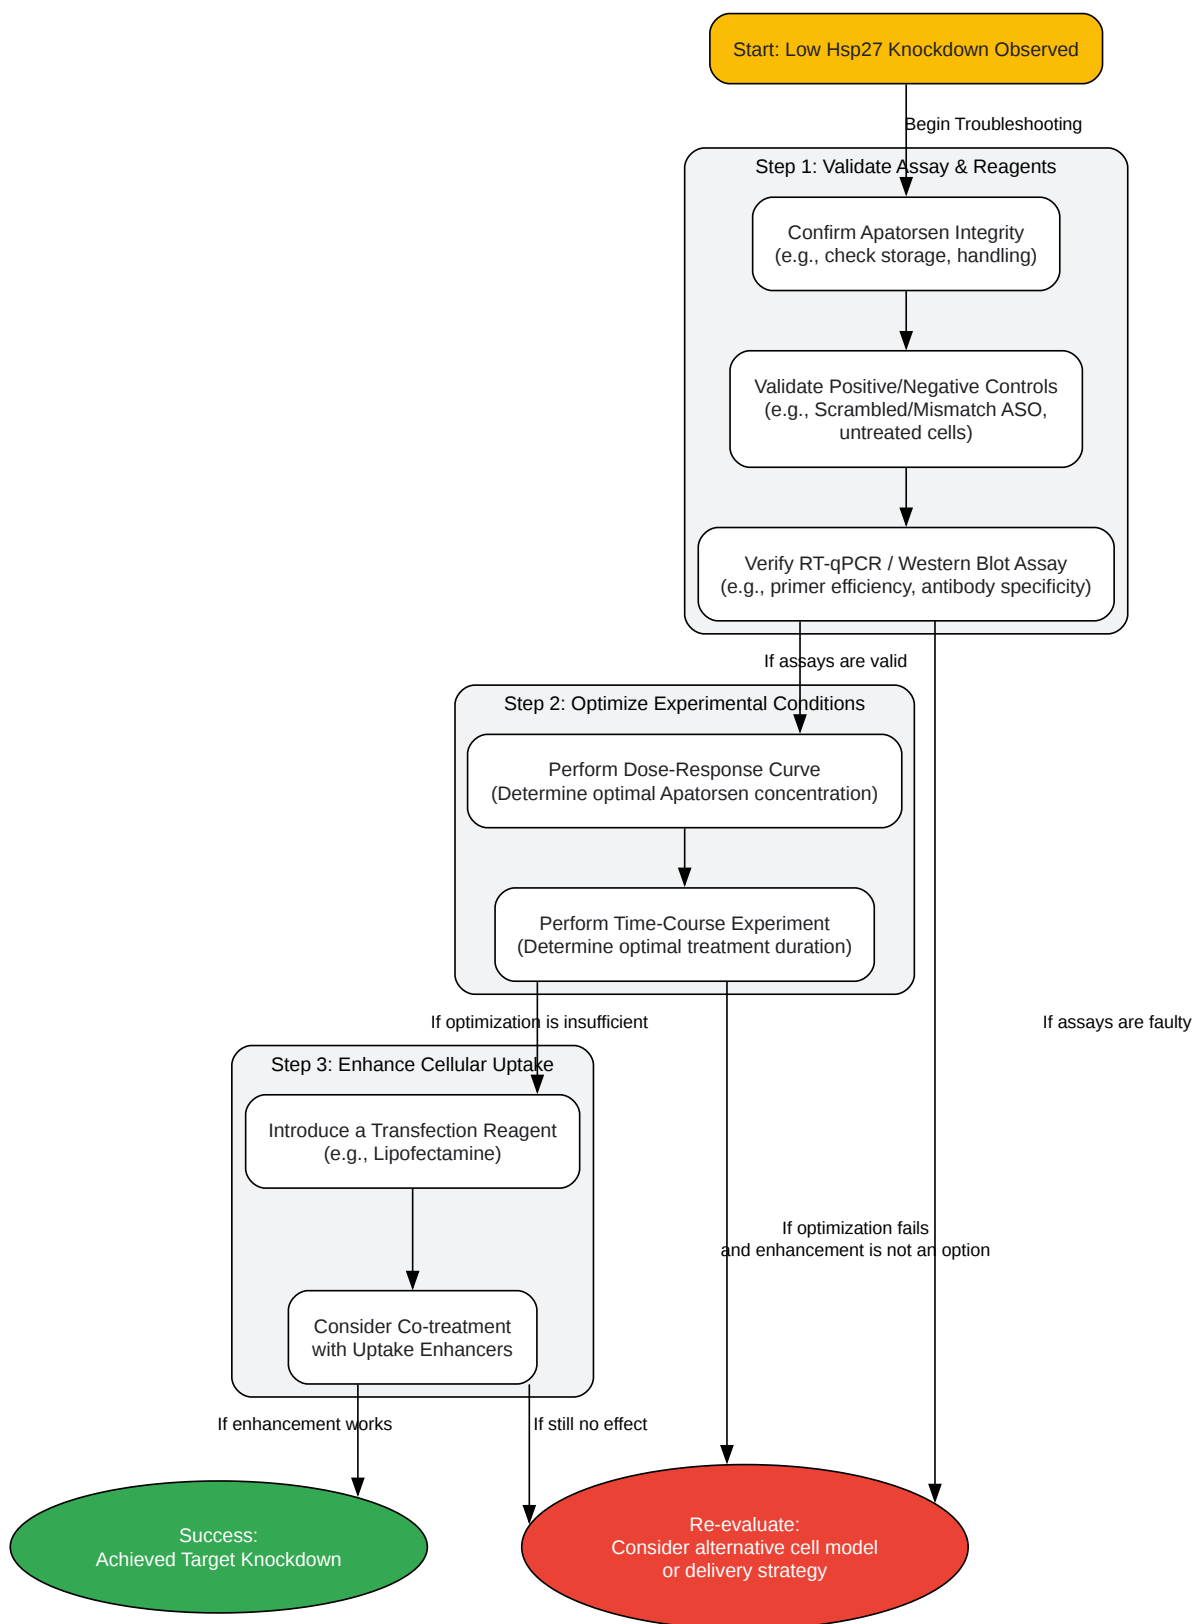 Start: Low Hsp27 Knockdown Observed
Begin Troubleshooting
Step 1: Validate Assay & Reagents
Confirm Apatorsen Integrity
(e.g., check storage, handling)
Validate Positive/Negative Controls
(e.g., Scrambled/Mismatch ASO,
untreated cells)
Verify RT-qPCR / Western Blot Assay
(e.g., primer efficiency, antibody specificity)
If assays are valid
Step 2: Optimize Experimental Conditions
Perform Dose-Response Curve
(Determine optimal Apatorsen concentration)
Perform Time-Course Experiment
(Determine optimal treatment duration)
If optimization is insufficient
If assays are faulty
Step 3: Enhance Cellular Uptake
Introduce a Transfection Reagent
(e.g., Lipofectamine)
If optimization fails
and enhancement is not an option
Consider Co-treatment
with Uptake Enhancers
If enhancement works
If still no effect
Success:
Achieved Target Knockdown
Re-evaluate:
Consider alternative cell model
or delivery strategy